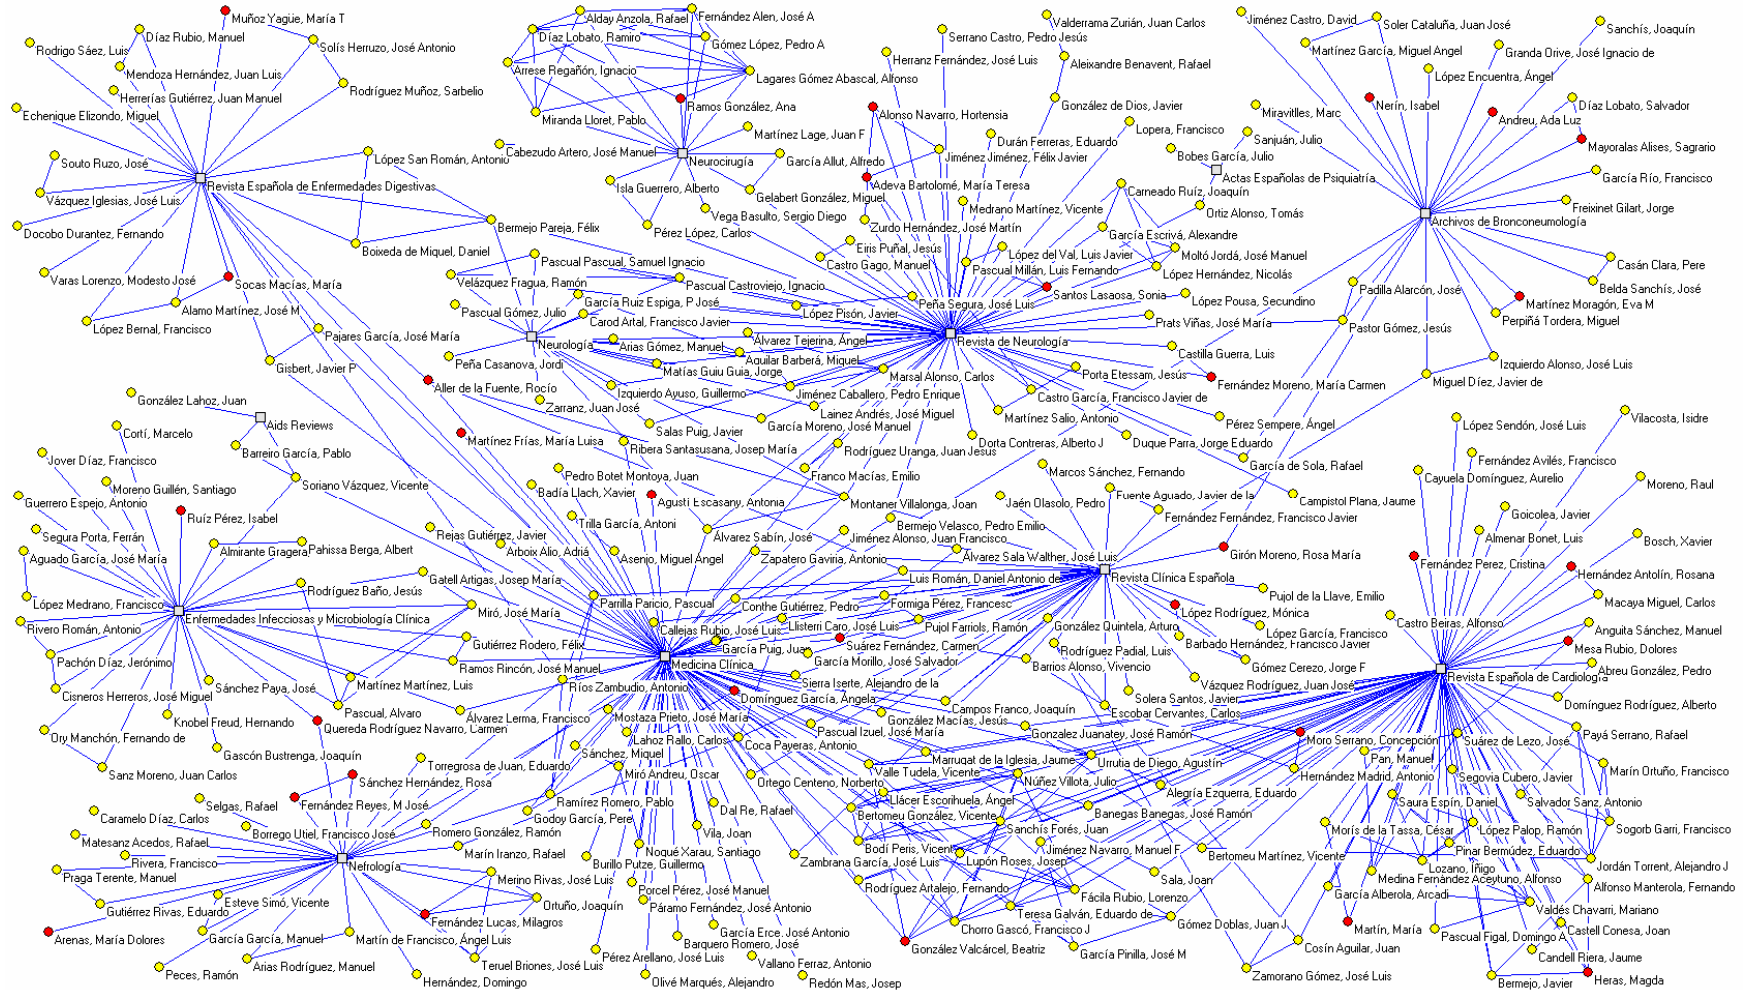 Muñoz Yagüe, María T
Díaz Rubio, Manuel
Rodrigo Sáez, Luis
Solís Herruzo, José Antonio
Mendoza Hernández, Juan Luis
Herrerías Gutiérrez, Juan Manuel
Rodríguez Muñoz, Sarbelio
Echenique Elizondo, Miguel
Souto Ruzo, José
López San Román, Antonio
Revista Española de Enfermedades Digestivas
Vázquez Iglesias, José Luis
Docobo Durantez, Fernando
Bermejo Pareja, Félix
Boixeda de Miquel, Daniel
Varas Lorenzo, Modesto José
Socas Macías, María
Alamo Martínez, José M
López Bernal, Francisco
Pajares García, José María
Gisbert, Javier P
Alday Anzola, Rafael
Fernández Alen, José A
Díaz Lobato, Ramiro
Gómez López, Pedro A
Arrese Regañón, Ignacio
Lagares Gómez Abascal, Alfonso
Ramos González, Ana
Miranda Lloret, Pablo
Martínez Lage, Juan F
Cabezudo Artero, José Manuel
Neurocirugía
García Allut, Alfredo
Isla Guerrero, Alberto
Gelabert González, Miguel
Vega Basulto, Sergio Diego
Pérez López, Carlos
Valderrama Zurián, Juan Carlos
Serrano Castro, Pedro Jesús
Herranz Fernández, José Luis
Aleixandre Benavent, Rafael
González de Dios, Javier
Alonso Navarro, Hortensia
Lopera, Francisco
Durán Ferreras, Eduardo
Jiménez Jiménez, Félix Javier
Adeva Bartolomé, María Teresa
Carneado Ruíz, Joaquín
Medrano Martínez, Vicente
Ortiz Alonso, Tomás
Zurdo Hernández, José Martín
García Escrivá, Alexandre
Eiris Puñal, Jesús
López del Val, Luis Javier
Moltó Jordá, José Manuel
Castro Gago, Manuel
Pascual Millán, Luis Fernando
López Hernández, Nicolás
Santos Lasaosa, Sonia
Peña Segura, José Luis
López Pousa, Secundino
López Pisón, Javier
Prats Viñas, José María
Revista de Neurología
Castilla Guerra, Luis
Porta Etessam, Jesús
Fernández Moreno, María Carmen
Castro García, Francisco Javier de
Martínez Salio, Antonio
Pérez Sempere, Ángel
Duque Parra, Jorge Eduardo
Dorta Contreras, Alberto J
García de Sola, Rafael
Campistol Plana, Jaume
Jiménez Castro, David
Soler Cataluña, Juan José
Sanchís, Joaquín
Martínez García, Miguel Angel
Granda Orive, José Ignacio de
López Encuentra, Ángel
Nerín, Isabel
Díaz Lobato, Salvador
Miravitlles, Marc
Andreu, Ada Luz
Sanjuán, Julio
Mayoralas Alises, Sagrario
Bobes García, Julio
Actas Españolas de Psiquiatría
García Río, Francisco
Freixinet Gilart, Jorge
Archivos de Bronconeumología
Casán Clara, Pere
Padilla Alarcón, José
Belda Sanchís, José
Martínez Moragón, Eva M
Perpiñá Tordera, Miguel
Pastor Gómez, Jesús
Izquierdo Alonso, José Luis
Miguel Díez, Javier de
Pascual Pascual, Samuel Ignacio
Velázquez Fragua, Ramón
Pascual Castroviejo, Ignacio
García Ruiz Espiga, P José
Pascual Gómez, Julio
Carod Artal, Francisco Javier
Neurología
Arias Gómez, Manuel
Álvarez Tejerina, Ángel
Aguilar Barberá, Miguel
Peña Casanova, Jordi
Matías Guiu Guia, Jorge
Marsal Alonso, Carlos
Aller de la Fuente, Rocío
Izquierdo Ayuso, Guillermo
Jiménez Caballero, Pedro Enrique
Zarranz, Juan José
Lainez Andrés, José Miguel
García Moreno, José Manuel
Salas Puig, Javier
Martínez Frías, María Luisa
Ribera Santasusana, Josep María
Rodríguez Uranga, Juan Jesús
Franco Macías, Emilio
Montaner Villalonga, Joan
González Lahoz, Juan
Aids Reviews
Cortí, Marcelo
Barreiro García, Pablo
Jover Díaz, Francisco
Soriano Vázquez, Vicente
Moreno Guillén, Santiago
Guerrero Espejo, Antonio
Ruíz Pérez, Isabel
Segura Porta, Ferrán
Almirante Gragera
Pahissa Berga, Albert
Aguado García, José María
Rodríguez Baño, Jesús
Gatell Artigas, Josep María
López Medrano, Francisco
Miró, José María
Rivero Román, Antonio
Enfermedades Infecciosas y Microbiología Clínica
Gutiérrez Rodero, Félix
Pachón Díaz, Jerónimo
Ramos Rincón, José Manuel
Cisneros Herreros, José Miguel
Sánchez Paya, José
Martínez Martínez, Luis
Knobel Freud, Hernando
Pascual, Alvaro
Álvarez Lerma, Francisco
Ory Manchón, Fernando de
Quereda Rodríguez Navarro, Carmen
Gascón Bustrenga, Joaquín
Sanz Moreno, Juan Carlos
Pedro Botet Montoya, Juan
Badía Llach, Xavier
Agustí Escasany, Antonia
Trilla García, Antoni
Rejas Gutiérrez, Javier
Álvarez Sabín, José
Arboix Alio, Adriá
Asenjo, Miguel Angel
Zapatero Gaviria, Antonio
Bermejo Velasco, Pedro Emilio
Jiménez Alonso, Juan Francisco
Marcos Sánchez, Fernando
Jaén Olasolo, Pedro
Fuente Aguado, Javier de la
Fernández Fernández, Francisco Javier
Álvarez Sala Walther, José Luis
Girón Moreno, Rosa María
Luis Román, Daniel Antonio de
Revista Clínica Española
Pujol de la Llave, Emilio
Parrilla Paricio, Pascual
Conthe Gutiérrez, Pedro
Formiga Pérez, Francesc
López Rodríguez, Mónica
Callejas Rubio, José Luis
Llisterri Caro, José Luis
Pujol Farriols, Ramón
González Quintela, Arturo
López García, Francisco
Barbado Hernández, Francisco Javier
García Puig, Juan
Suárez Fernández, Carmen
Rodríguez Padial, Luis
Medicina Clínica
García Morillo, José Salvador
Barrios Alonso, Vivencio
Gómez Cerezo, Jorge F
Sierra Iserte, Alejandro de la
Vázquez Rodríguez, Juan José
Ríos Zambudio, Antonio
Domínguez García, Ángela
Campos Franco, Joaquín
Solera Santos, Javier
Escobar Cervantes, Carlos
Mostaza Prieto, José María
González Macías, Jesús
Pascual Izuel, José María
Gonzalez Juanatey, José Ramón
Lahoz Rallo, Carlos
Coca Payeras, Antonio
Sánchez, Miguel
Marrugat de la Iglesia, Jaume
Urrutia de Diego, Agustín
Miró Andreu, Oscar
Ortego Centeno, Norberto
Valle Tudela, Vicente
Núñez Villota, Julio
Hernández Madrid, Antonio
Alegría Ezquerra, Eduardo
Llácer Escorihuela, Ángel
Ramírez Romero, Pablo
Dal Re, Rafael
Bertomeu González, Vicente
Banegas Banegas, José Ramón
Godoy García, Pere
Sanchís Forés, Juan
Vila, Joan
Bodí Peris, Vicent
Jiménez Navarro, Manuel F
Noqué Xarau, Santiago
Burillo Putze, Guillermo
Zambrana García, José Luis
Lupón Roses, Josep
Bertomeu Martínez, Vicente
Sala, Joan
Porcel Pérez, José Manuel
Rodríguez Artalejo, Fernando
Fácila Rubio, Lorenzo
Páramo Fernández, José Antonio
Teresa Galván, Eduardo de
Gómez Doblas, Juan J
García Erce, José Antonio
Chorro Gascó, Francisco J
Barquero Romero, José
González Valcárcel, Beatriz
García Pinilla, José M
Pérez Arellano, José Luis
Vallano Ferraz, Antonio
Olivé Marqués, Alejandro
Redón Mas, Josep
Cosín Aguilar, Juan
Zamorano Gómez, José Luis
Torregrosa de Juan, Eduardo
Sánchez Hernández, Rosa
Selgas, Rafael
Fernández Reyes, M José
Caramelo Díaz, Carlos
Borrego Utiel, Francisco José
Romero González, Ramón
Matesanz Acedos, Rafael
Rivera, Francisco
Marín Iranzo, Rafael
Nefrología
Praga Terente, Manuel
Merino Rivas, José Luis
Esteve Simó, Vicente
Ortuño, Joaquín
Gutiérrez Rivas, Eduardo
Fernández Lucas, Milagros
Arenas, María Dolores
García García, Manuel
Martín de Francisco, Ángel Luis
Arias Rodríguez, Manuel
Teruel Briones, José Luis
Peces, Ramón
Hernández, Domingo
López Sendón, José Luis
Vilacosta, Isidre
Fernández Avilés, Francisco
Cayuela Domínguez, Aurelio
Moreno, Raul
Goicolea, Javier
Almenar Bonet, Luis
Bosch, Xavier
Fernández Perez, Cristina
Hernández Antolín, Rosana
Macaya Miguel, Carlos
Castro Beiras, Alfonso
Anguita Sánchez, Manuel
Mesa Rubio, Dolores
Abreu González, Pedro
Revista Española de Cardiología
Domínguez Rodríguez, Alberto
Moro Serrano, Concepción
Suárez de Lezo, José
Payá Serrano, Rafael
Pan, Manuel
Marín Ortuño, Francisco
Segovia Cubero, Javier
Saura Espín, Daniel
Salvador Sanz, Antonio
Sogorb Garri, Francisco
Morís de la Tassa, César
López Palop, Ramón
Pinar Bermúdez, Eduardo
Lozano, Iñigo
Jordán Torrent, Alejandro J
Medina Fernández Aceytuno, Alfonso
Alfonso Manterola, Fernando
García Alberola, Arcadi
Valdés Chavarri, Mariano
Martín, María
Pascual Figal, Domingo A
Castell Conesa, Joan
Candell Riera, Jaume
Bermejo, Javier
Heras, Magda